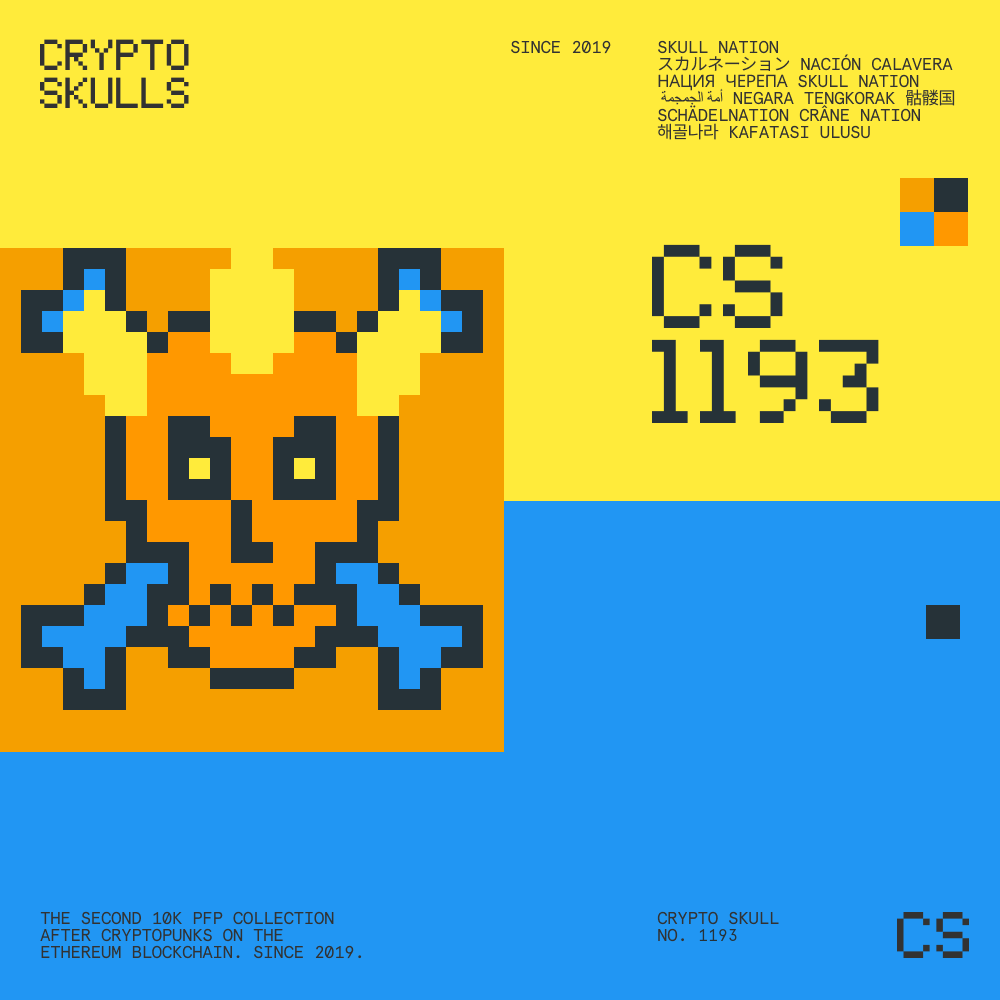 CRYPTO
SKULLS
SINCE 2019
SKULL NATION
スカルネーション NACIÓN CALAVERA
НАЦИЯ ЧЕРЕПА SKULL NATION
أمة الجمجمة NEGARA TENGKORAK 骷髅国
SCHÄDELNATION CRÂNE NATION
해골나라 KAFATASI ULUSU
CS
1193
THE SECOND 10K PFP COLLECTION
AFTER CRYPTOPUNKS ON THE
ETHEREUM BLOCKCHAIN. SINCE 2019.
CRYPTO SKULL
NO. 1193
CS